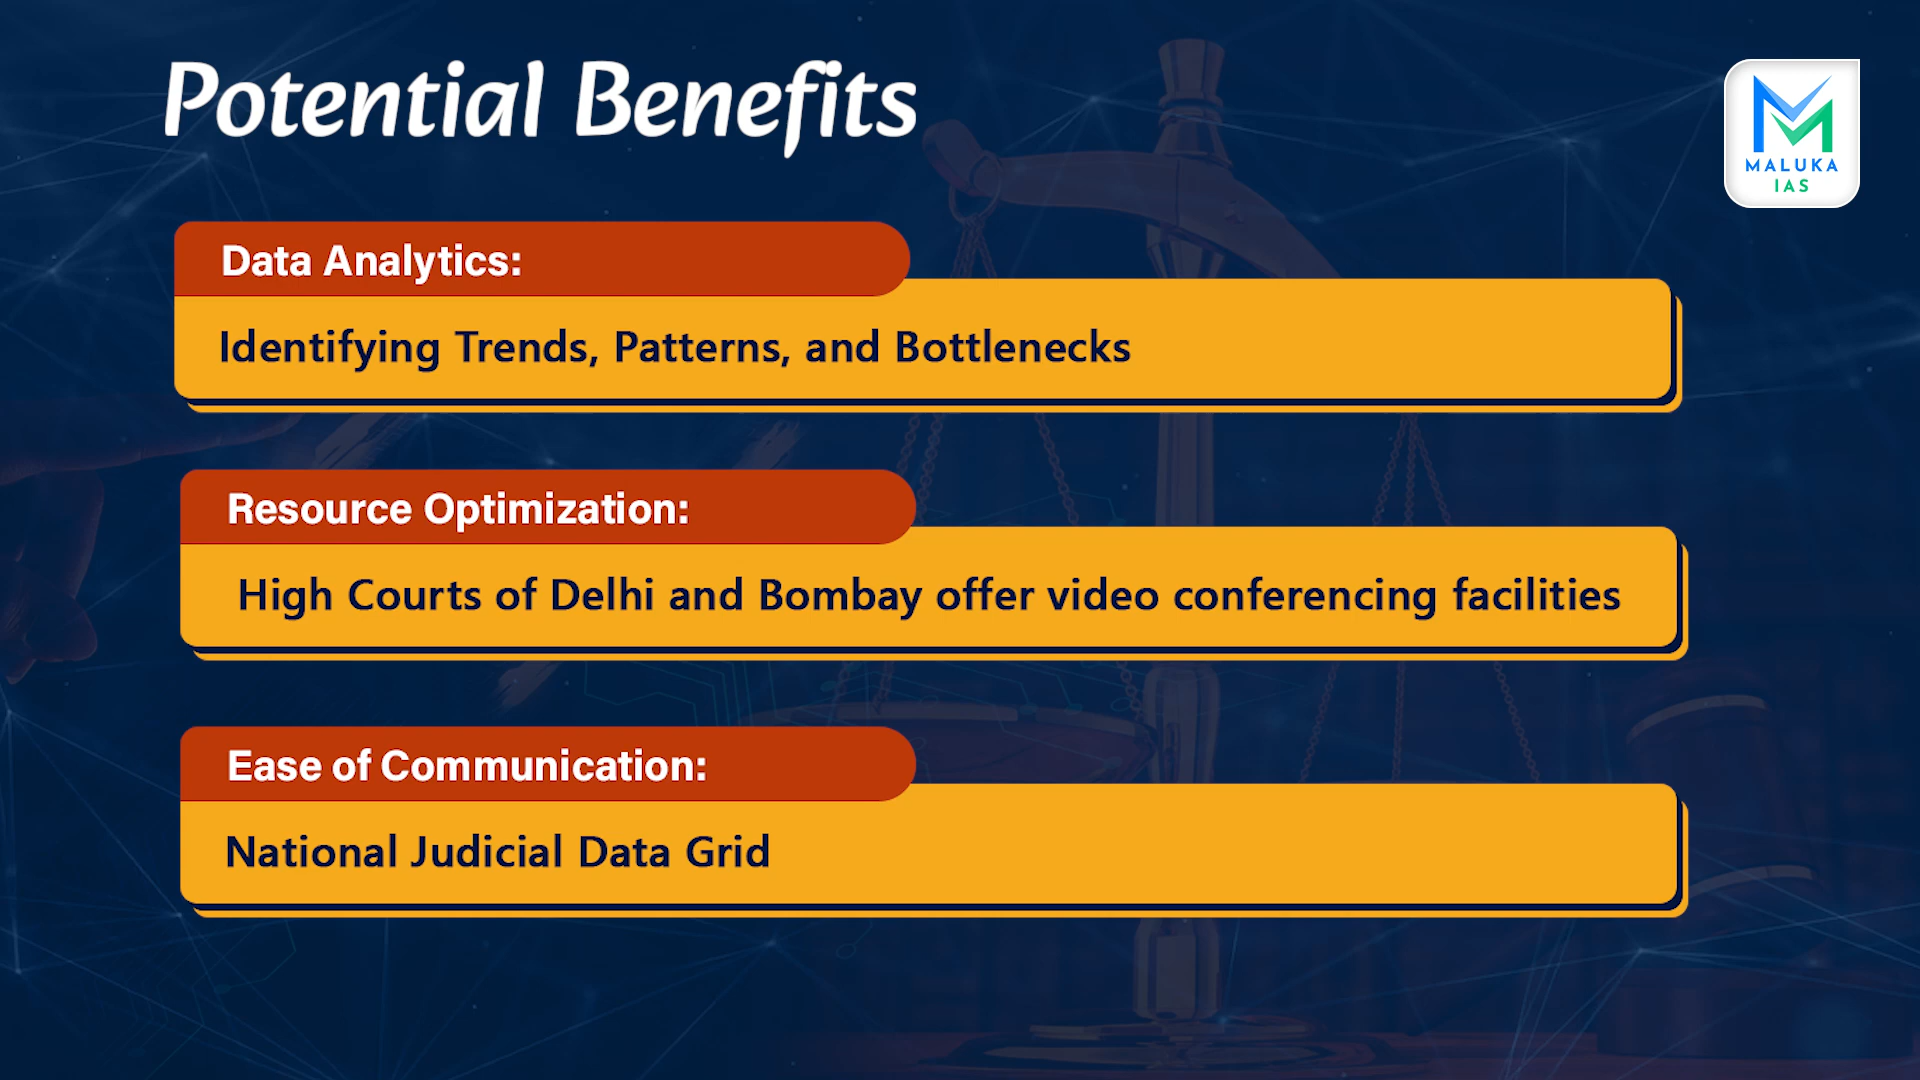 Potential Benefits
MALUKA
IAS
Data Analytics:
Identifying Trends, Patterns, and Bottlenecks
Resource Optimization:
High Courts of Delhi and Bombay offer video conferencing facilities
Ease of Communication:
National Judicial Data Grid